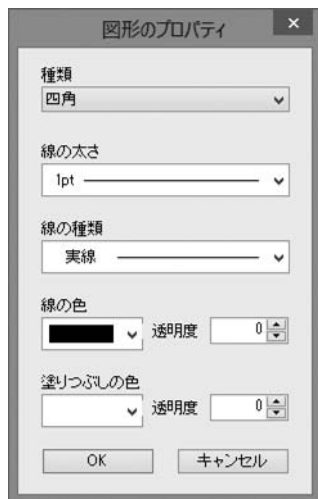 図形のプロパティ
種類
四角
線の太さ
1pt
線の種類
実線
線の色
透明度 0
塗りつぶしの色
透明度 0
OK キャンセル